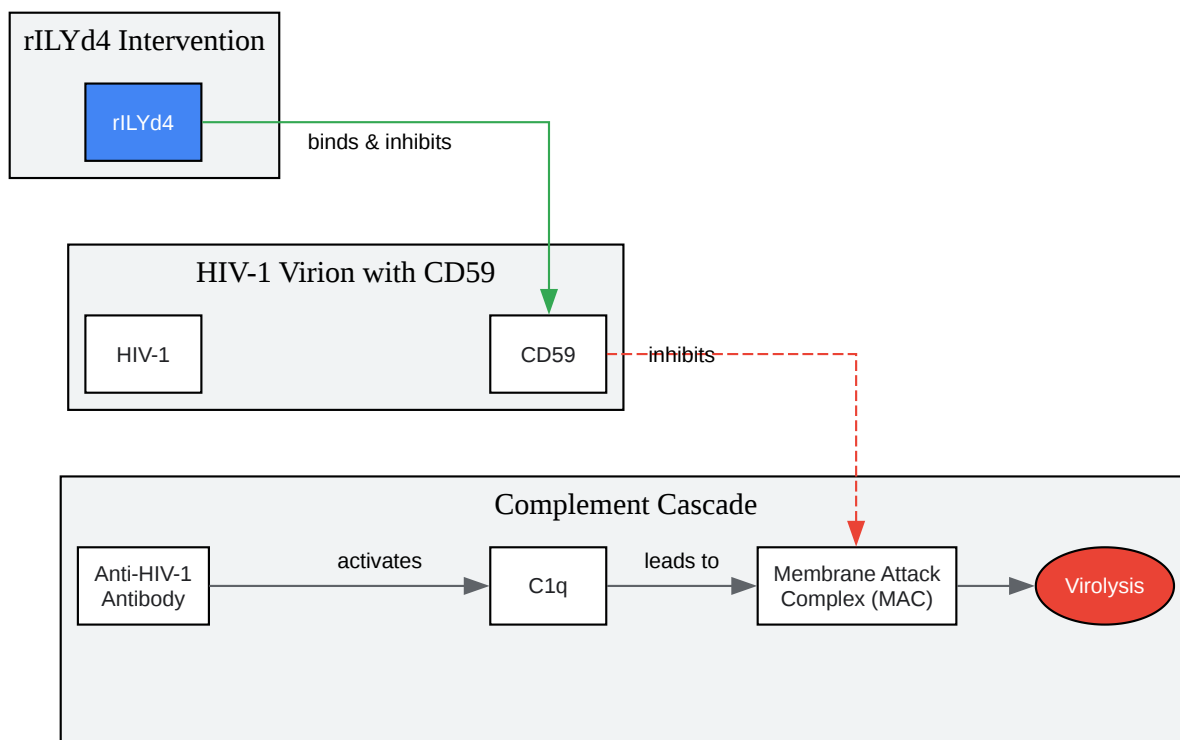 rILYd4 Intervention
rILYd4
binds & inhibits
HIV-1 Virion with CD59
HIV-1
CD59
inhibits
Complement Cascade
Anti-HIV-1
Antibody
activates
C1q
leads to
Membrane Attack
Complex (MAC)
Virolysis